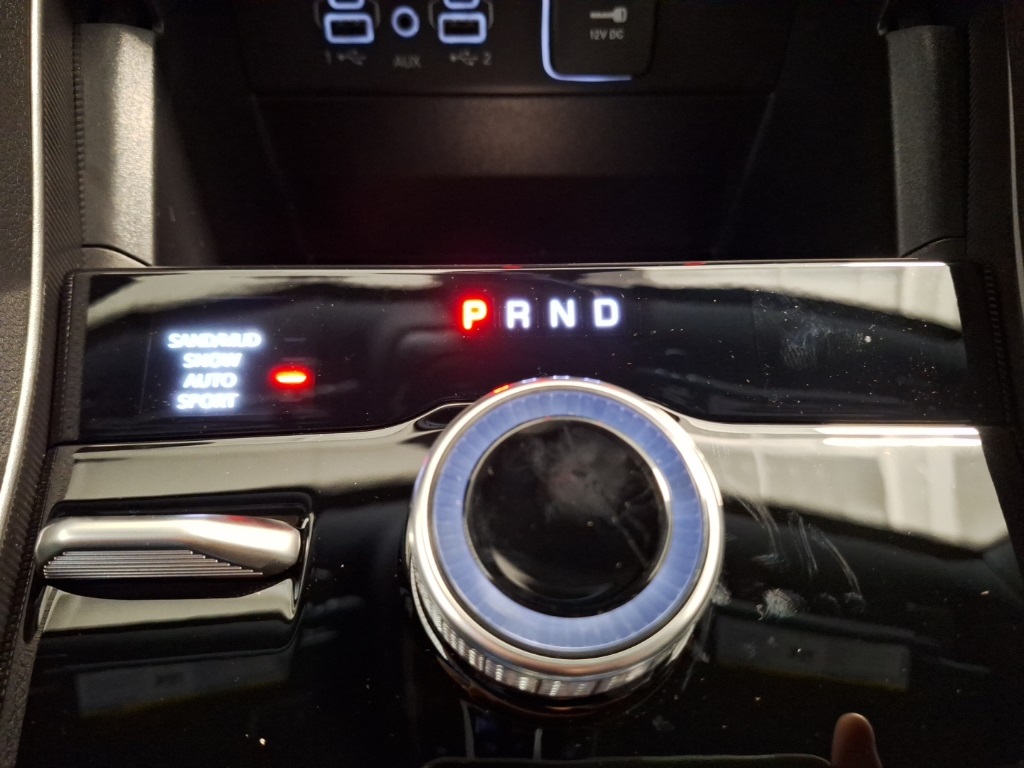 1
AUX
2
12V DC
P R N D
SAND/MUD
SNOW
AUTO
SPORT